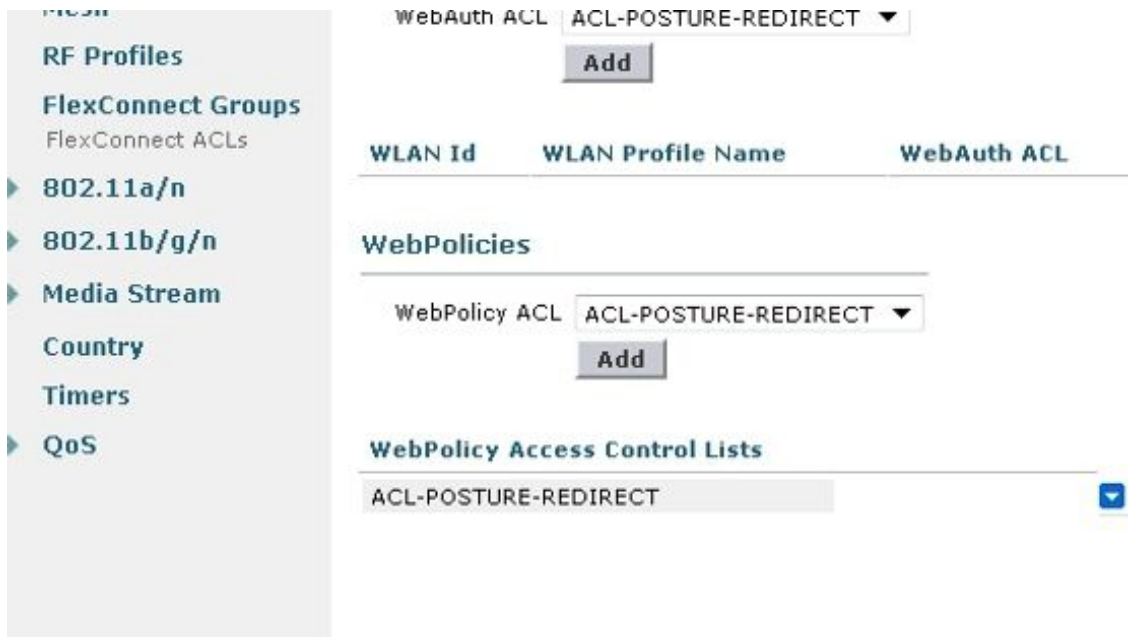 Mesh
RF Profiles
FlexConnect Groups
FlexConnect ACLs
802.11a/n
802.11b/g/n
Media Stream
Country
Timers
QoS
WebAuth ACL ACL-POSTURE-REDIRECT
Add
WLAN Id WLAN Profile Name WebAuth ACL
WebPolicies
WebPolicy ACL ACL-POSTURE-REDIRECT
Add
WebPolicy Access Control Lists
ACL-POSTURE-REDIRECT